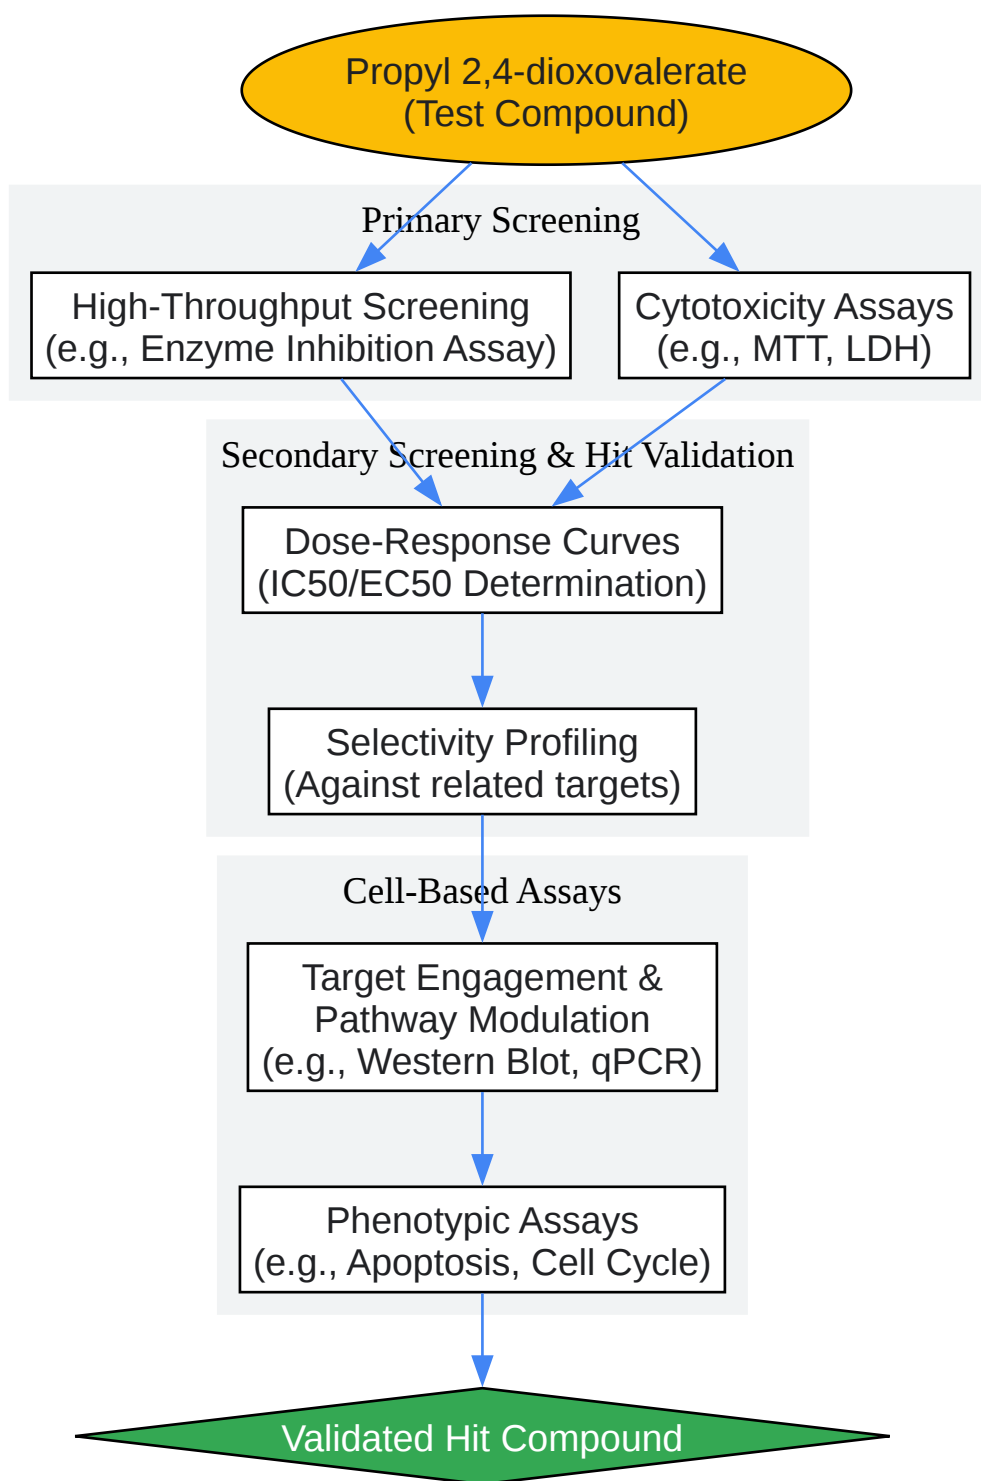 Propyl 2,4-dioxovalerate
(Test Compound)
Primary Screening
High-Throughput Screening
(e.g., Enzyme Inhibition Assay)
Cytotoxicity Assays
(e.g., MTT, LDH)
Secondary Screening & Hit Validation
Dose-Response Curves
(IC50/EC50 Determination)
Selectivity Profiling
(Against related targets)
Cell-Based Assays
Target Engagement &
Pathway Modulation
(e.g., Western Blot, qPCR)
Phenotypic Assays
(e.g., Apoptosis, Cell Cycle)
Validated Hit Compound